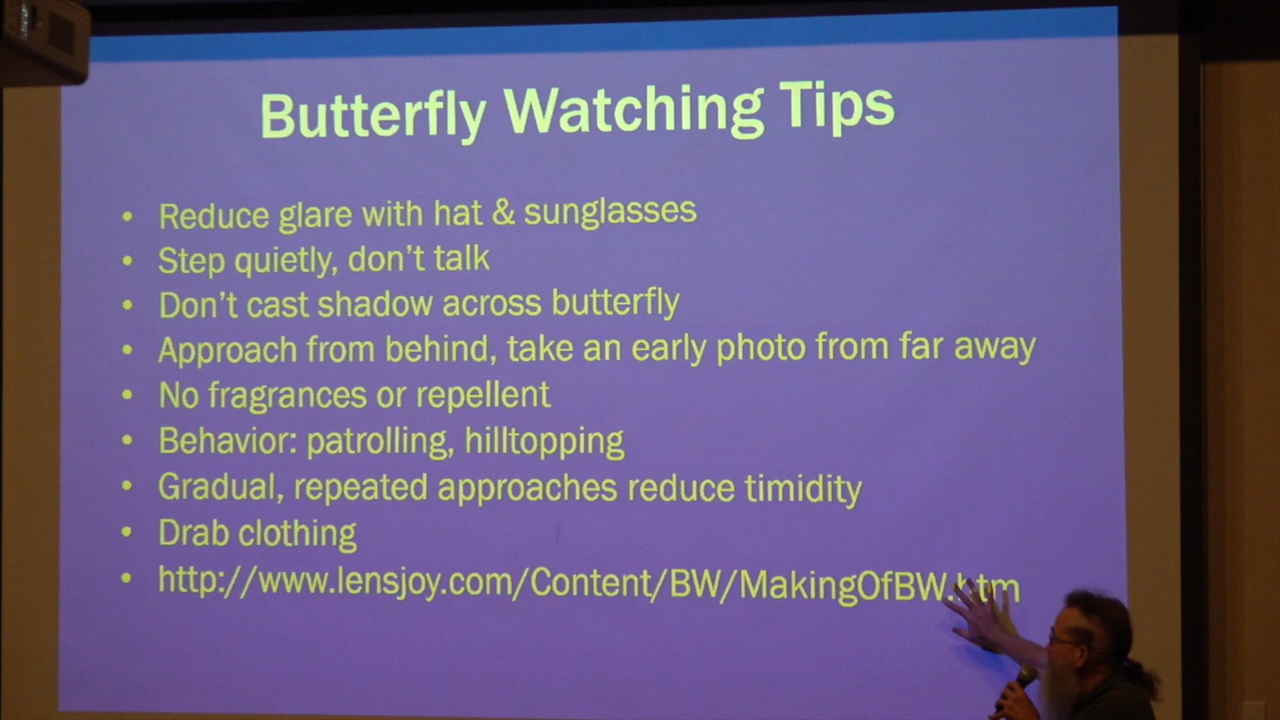 Butterfly Watching Tips
• Reduce glare with hat & sunglasses
• Step quietly, don't talk
• Don't cast shadow across butterfly
• Approach from behind, take an early photo from far away
• No fragrances or repellent
• Behavior: patrolling, hilltopping
• Gradual, repeated approaches reduce timidity
• Drab clothing
• http://www.lensjoy.com/Content/BW/MakingOfBW.htm